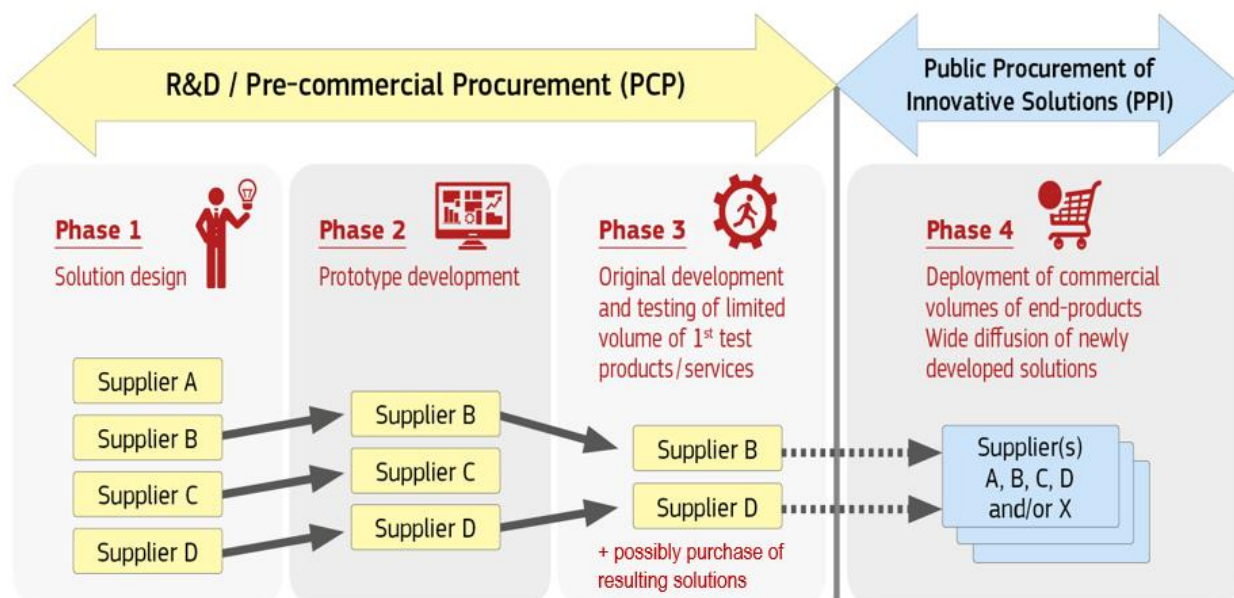 R&D / Pre-commercial Procurement (PCP)
Public Procurement of
Innovative Solutions (PPI)
Phase 1
Solution design
Supplier A
Supplier B
Supplier C
Supplier D
Phase 2
Prototype development
Supplier B
Supplier C
Supplier D
Phase 3
Original development
and testing of limited
volume of 1st test
products/services
Supplier B
Supplier D
+ possibly purchase of
resulting solutions
Phase 4
Deployment of commercial
volumes of end-products
Wide diffusion of newly
developed solutions
Supplier(s)
A, B, C, D
and/or X